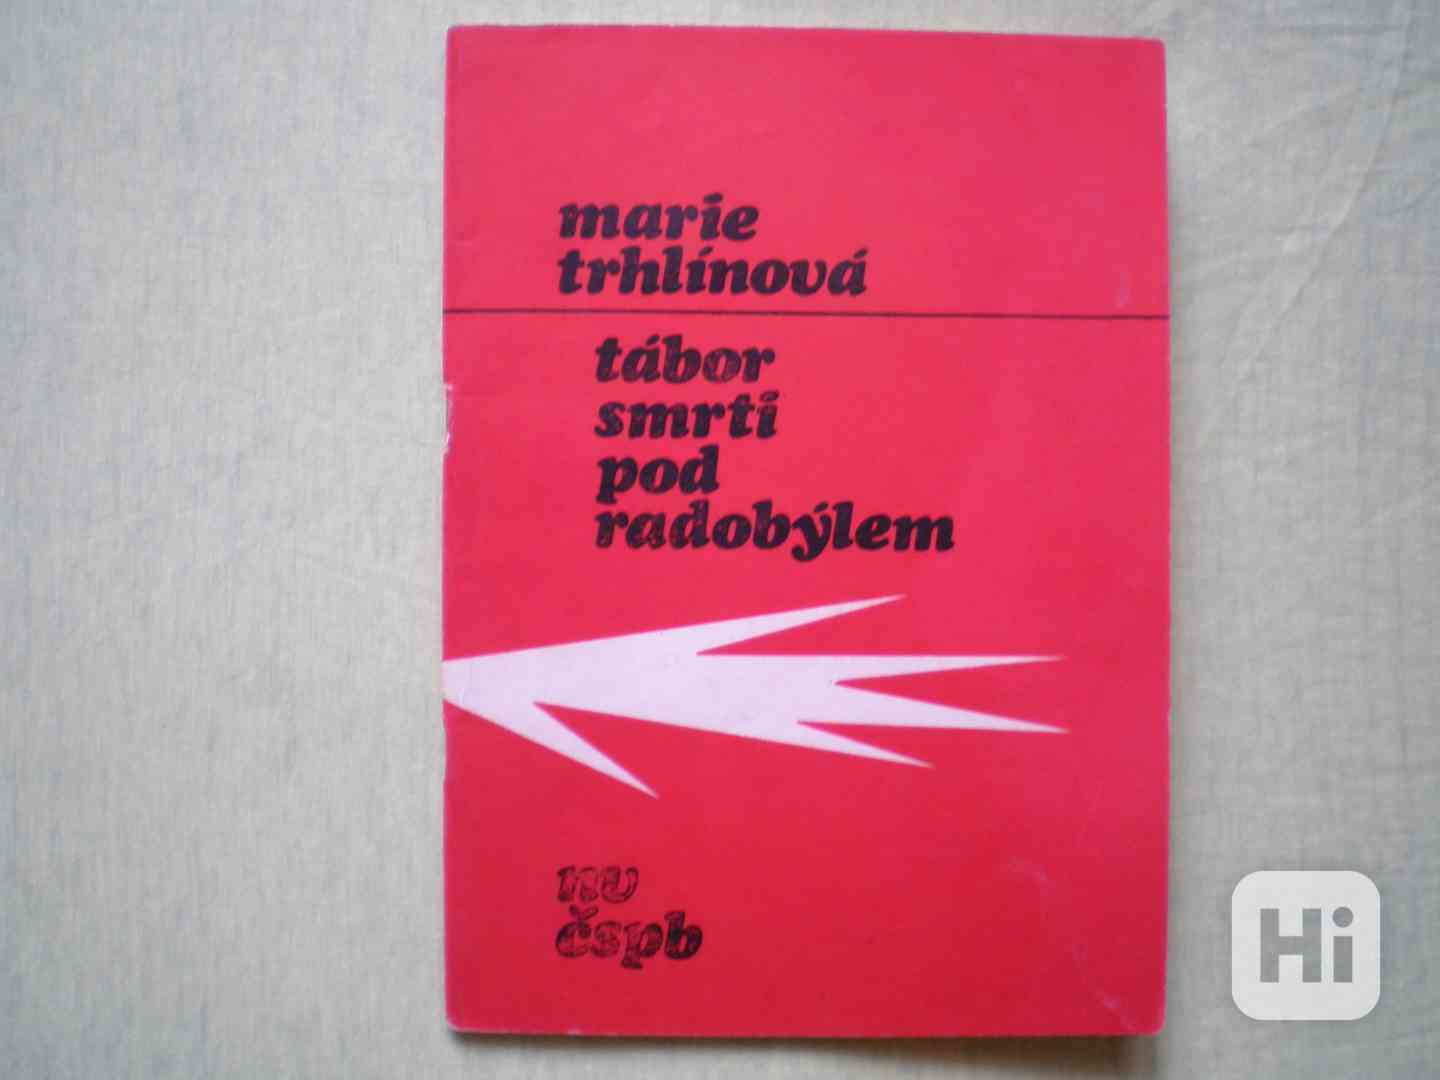 marie
trhlínová
tábor
smrti
pod
radobýlem
nv
čspb
Hi